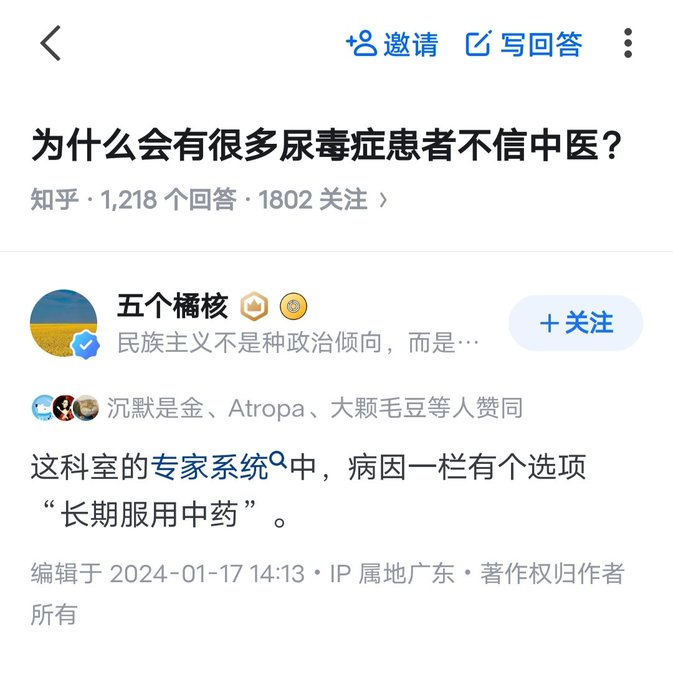 邀请 写回答
为什么会有很多尿毒症患者不信中医？
知乎 · 1,218 个回答 · 1802 关注 ›
五个橘核
民族主义不是种政治倾向，而是…
＋关注
沉默是金、Atropa、大颗毛豆等人赞同
这科室的专家系统中，病因一栏有个选项
“长期服用中药”。
编辑于 2024-01-17 14:13・IP 属地广东・著作权归作者
所有